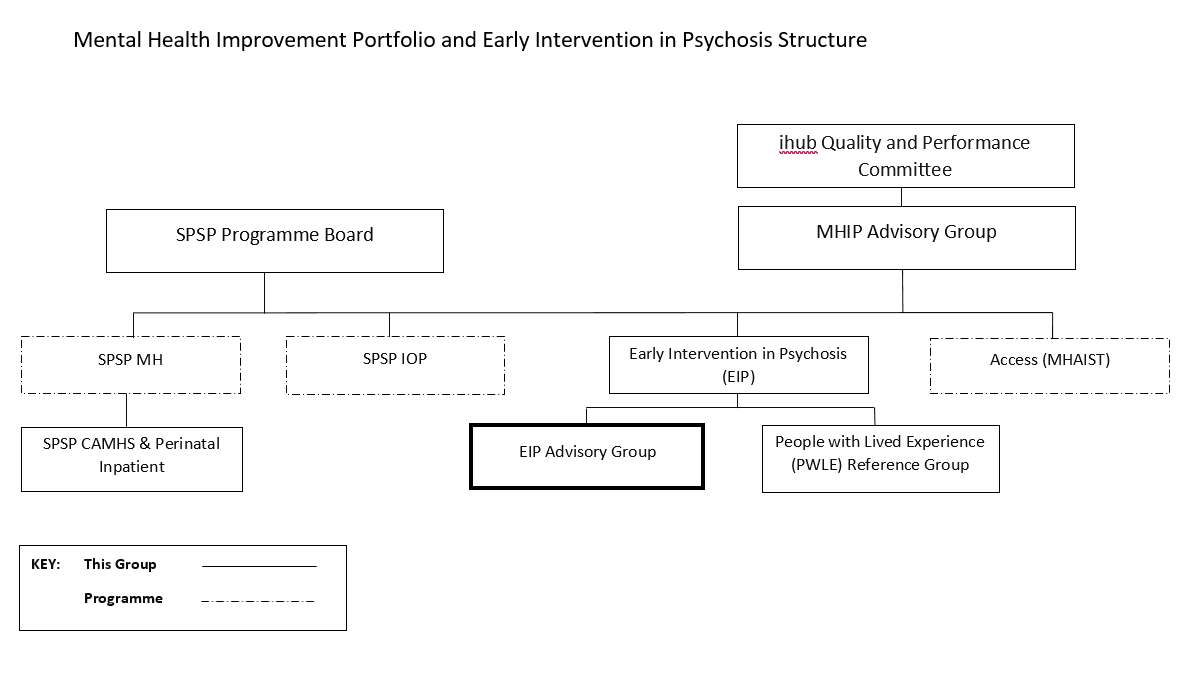 Mental Health Improvement Portfolio and Early Intervention in Psychosis Structure
ihub Quality and Performance
Committee
SPSP Programme Board
MHIP Advisory Group
SPSP MH
SPSP IOP
Early Intervention in Psychosis
(EIP)
Access (MHAIST)
SPSP CAMHS & Perinatal
Inpatient
EIP Advisory Group
People with Lived Experience
(PWLE) Reference Group
KEY: This Group
Programme